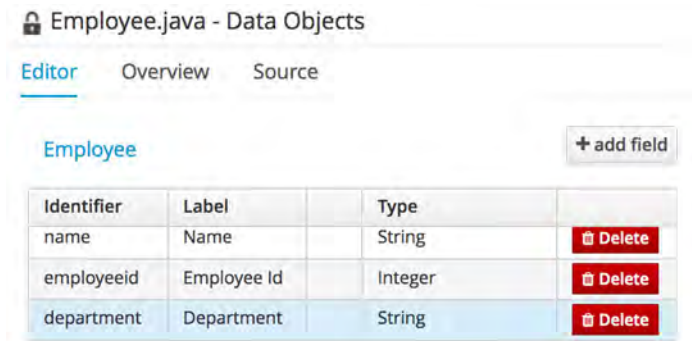 Employee.java - Data Objects
Editor Overview Source
Employee + add field
Identifier Label Type
name Name String Delete
employeeid Employee Id Integer Delete
department Department String Delete